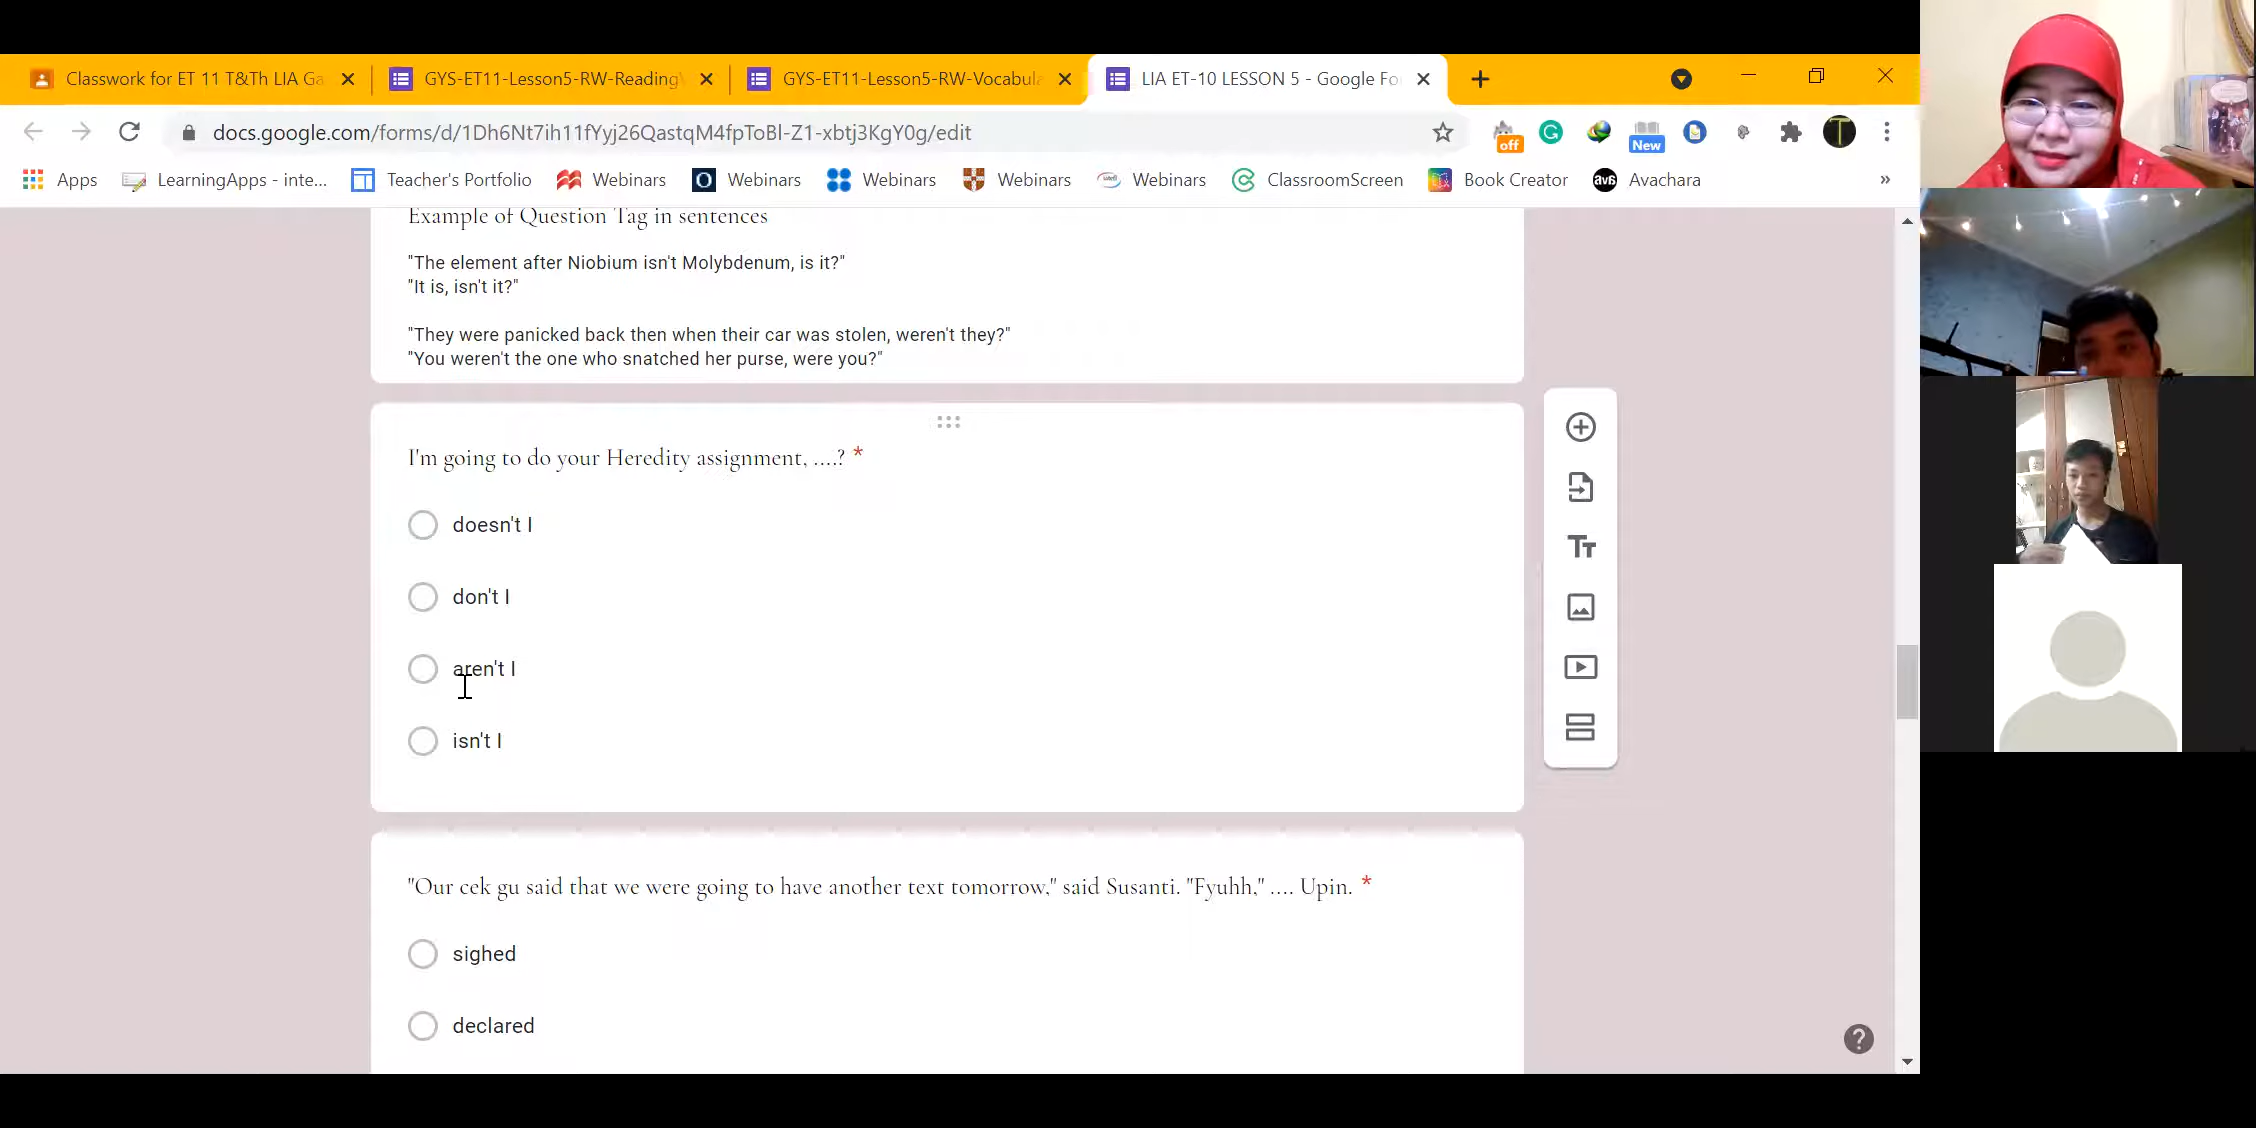 Classwork for ET 11 T&Th LIA Ga
GYS-ET11-Lesson5-RW-Reading
GYS-ET11-Lesson5-RW-Vocabula
LIA ET-10 LESSON 5 - Google Fo
docs.google.com/forms/d/1Dh6Nt7ih11fYyj26QastqM4fpToBl-Z1-xbtj3KgY0g/edit
off
New
T
Apps
LearningApps - inte...
Teacher's Portfolio
Webinars
Webinars
Webinars
Webinars
Webinars
ClassroomScreen
Book Creator
Avachara
»
Example of Question Tag in sentences
"The element after Niobium isn't Molybdenum, is it?"
"It is, isn't it?"
"They were panicked back then when their car was stolen, weren't they?"
"You weren't the one who snatched her purse, were you?"
I'm going to do your Heredity assignment, ....? *
doesn't I
don't I
aren't I
isn't I
"Our cek gu said that we were going to have another text tomorrow," said Susanti. "Fyuhh," .... Upin. *
sighed
declared